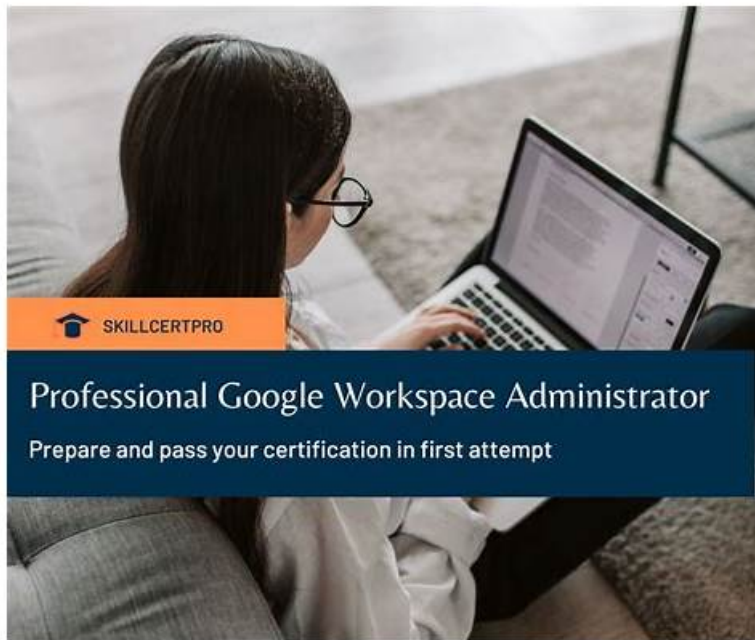 SKILLCERTPRO
Professional Google Workspace Administrator
Prepare and pass your certification in first attempt